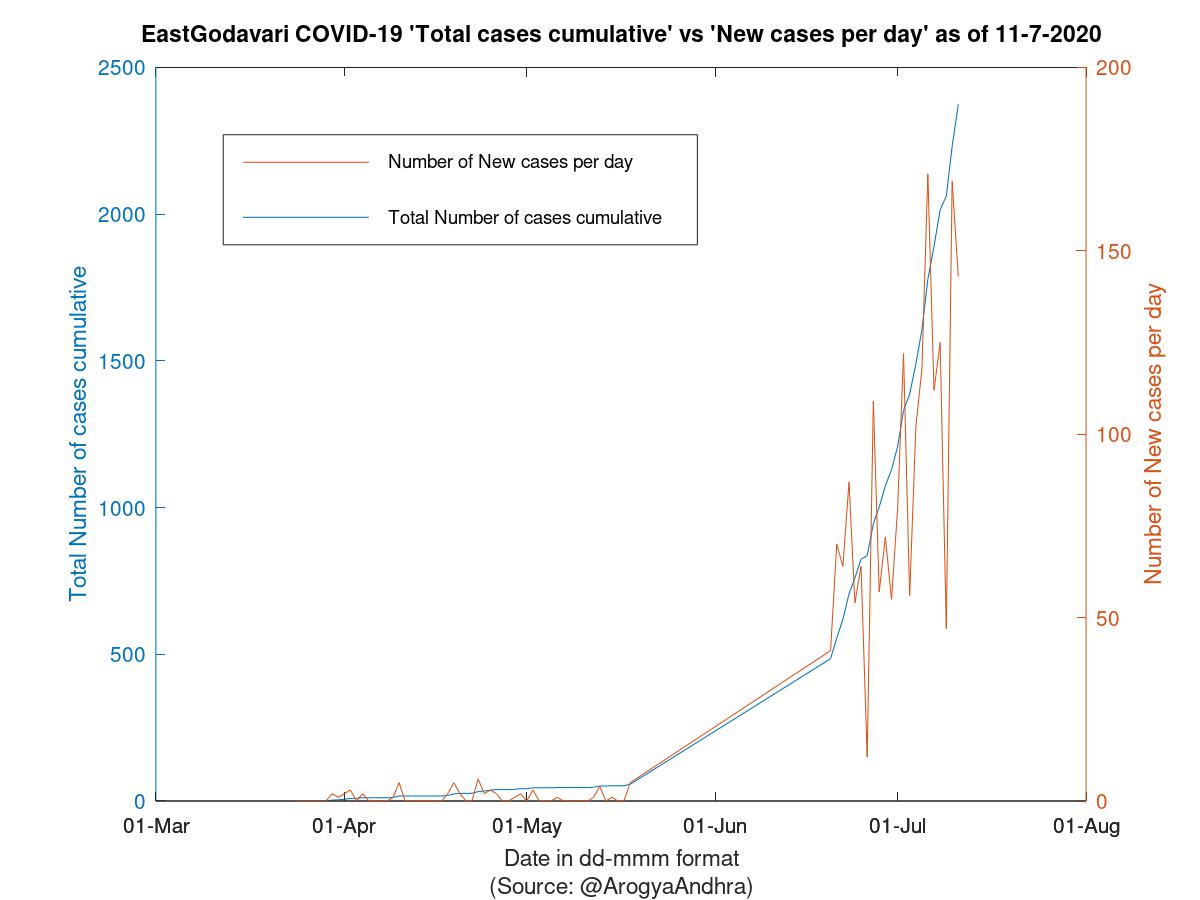 EastGodavari COVID-19 'Total cases cumulative' vs 'New cases per day' as of 11-7-2020
2500
200
Number of New cases per day
Total Number of cases cumulative
2000
150
1500
100
1000
50
500
0
0
Total Number of cases cumulative
Number of New cases per day
01-Mar
01-Apr
01-May
01-Jun
01-Jul
01-Aug
Date in dd-mmm format
(Source: @ArogyaAndhra)